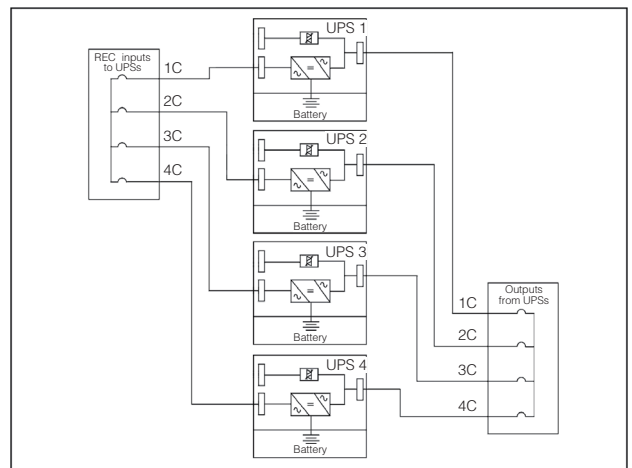 REC inputs
to UPSs
1C
2C
3C
4C
UPS 1
Battery
UPS 2
Battery
UPS 3
Battery
UPS 4
Battery
Outputs
from UPSs
1C
2C
3C
4C